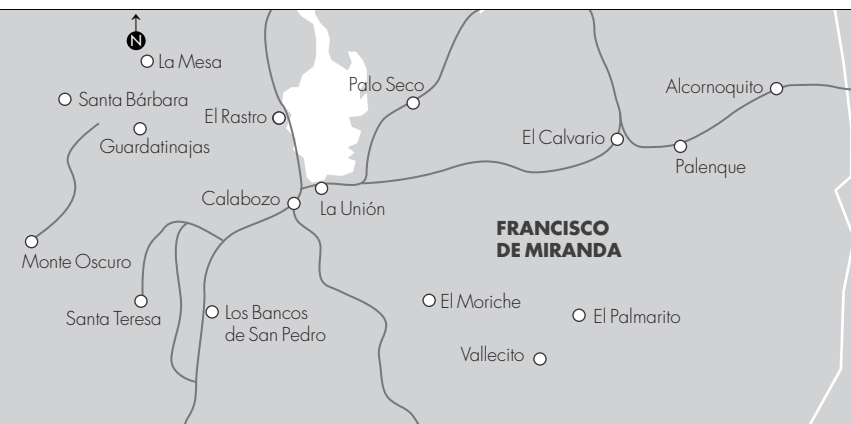 N
La Mesa
Santa Bárbara
Guardatinajas
El Rastro
Palo Seco
Alcornoquito
El Calvario
Palenque
Calabozo
La Unión
FRANCISCO
DE MIRANDA
Monte Oscuro
Santa Teresa
Los Bancos
de San Pedro
El Moriche
El Palmarito
Vallecito